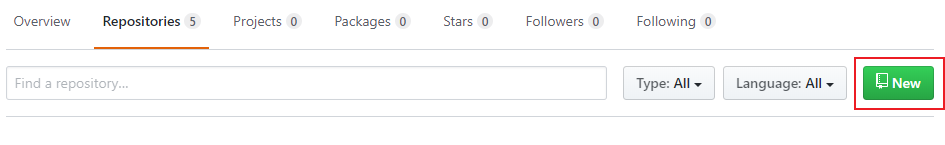 Overview Repositories 5 Projects 0 Packages 0 Stars 0 Followers 0 Following 0
Find a repository... Type: All Language: All New